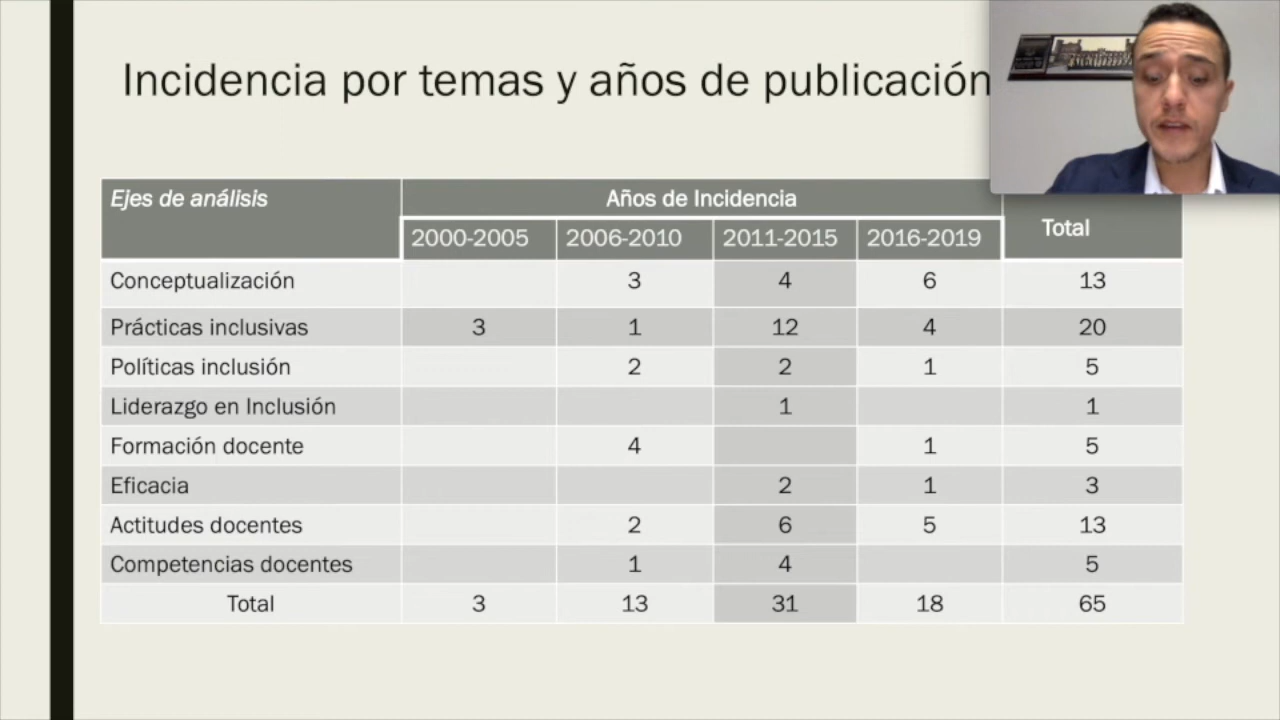 Incidencia por temas y años de publicación
Ejes de análisis Años de Incidencia Total
2000-2005 2006-2010 2011-2015 2016-2019
Conceptualización 3 4 6 13
Prácticas inclusivas 3 1 12 4 20
Políticas inclusión 2 2 1 5
Liderazgo en Inclusión 1 1
Formación docente 4 1 5
Eficacia 2 1 3
Actitudes docentes 2 6 5 13
Competencias docentes 1 4 5
Total 3 13 31 18 65